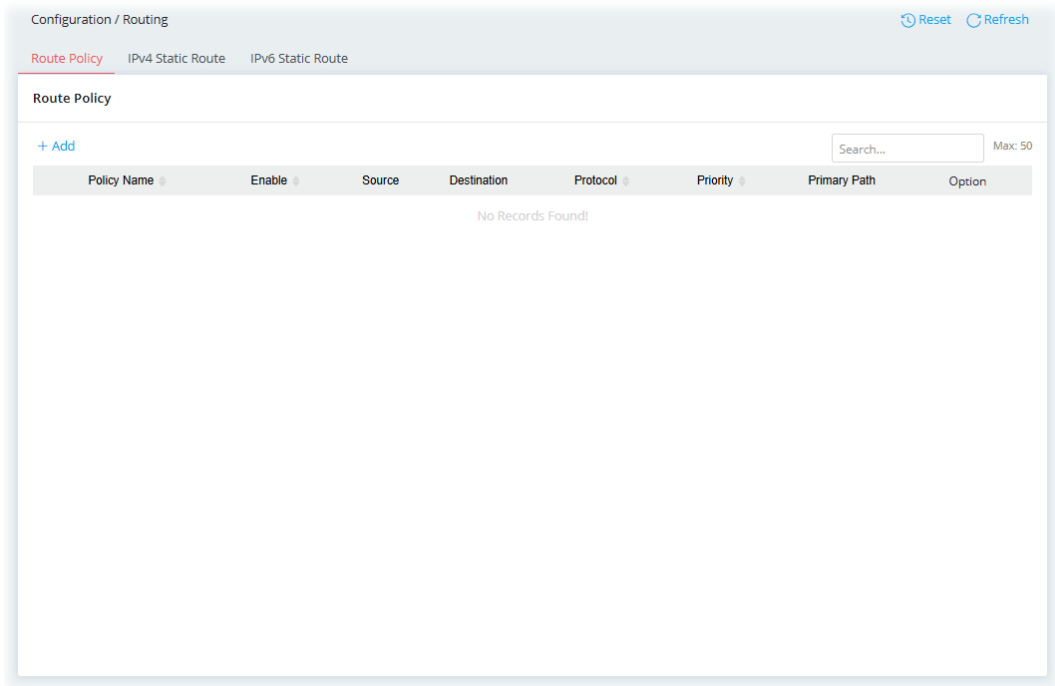 Configuration / Routing Reset Refresh
Route Policy IPv4 Static Route IPv6 Static Route
Route Policy
+ Add Search... Max: 50
Policy Name Enable Source Destination Protocol Priority Primary Path Option
No Records Found!